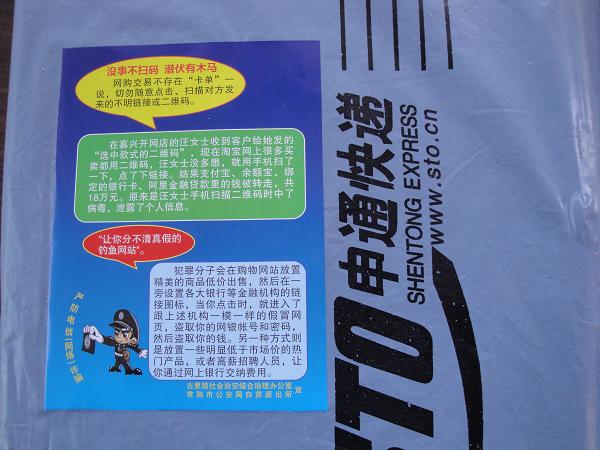 没事不扫码 潜伏有木马
网购交易不存在“卡单”一
说，切勿随意点击、扫描对方发
来的不明链接或二维码。
在嘉兴开网店的汪女士收到客户给她发的
“选中款式的二维码”，现在淘宝网上很多买
卖都用二维码，汪女士没多想，就用手机扫了
一下，点了下链接。结果支付宝、余额宝、绑
定的银行卡、阿里金融贷款里的钱被转走，共
18万元。原来是汪女士手机扫描二维码时中了
病毒，泄露了个人信息。
“让你分不清真假的
钓鱼网站”。
犯罪分子会在购物网站放置
精美的商品低价出售，然后在一
旁设置各大银行等金融机构的链
接图标，当你点击时，就进入了
跟上述机构一模一样的假冒网
页，盗取你的网银帐号和密码，
然后盗取你的钱。另一种方式则
是放置一些明显低于市场价的热
门产品，或者高薪招聘人员，让
你通过网上银行交纳费用。
严防电信(网络)诈骗
古里镇社会治安综合治理办公室
常熟市公安局白茆派出所 宣
STO申通快递
SHENTONG EXPRESS
www.sto.cn